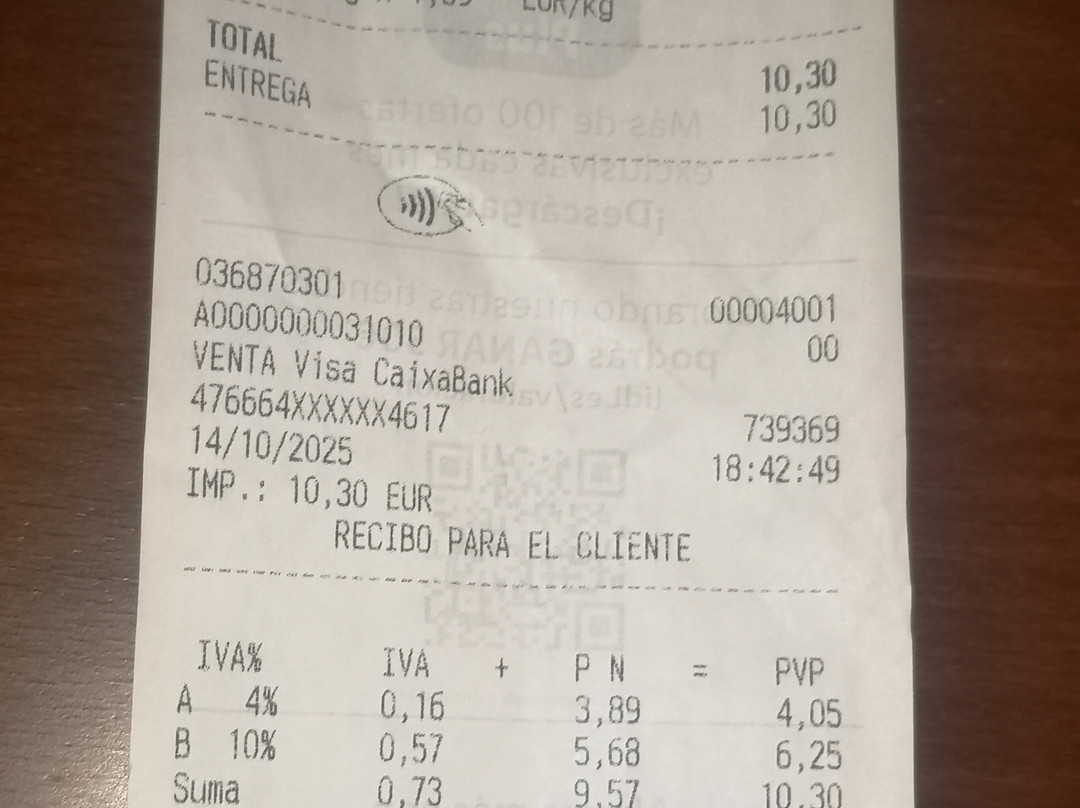 EUR/kg
TOTAL 10,30
ENTREGA 10,30
036870301 00004001
A0000000031010 00
VENTA Visa CaixaBank
476664XXXXXX4617 739369
14/10/2025 18:42:49
IMP.: 10,30 EUR
RECIBO PARA EL CLIENTE
IVA% IVA + P N = PVP
A 4% 0,16 3,89 4,05
B 10% 0,57 5,68 6,25
Suma 0,73 9,57 10,30